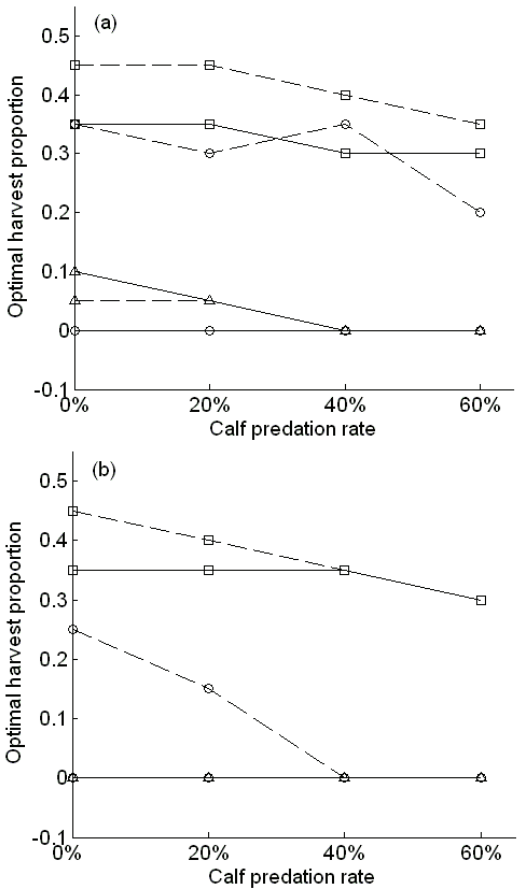 (a)
Optimal harvest proportion
0.5
0.4
0.3
0.2
0.1
0
-0.1
0% 20% 40% 60%
Calf predation rate
(b)
Optimal harvest proportion
0.5
0.4
0.3
0.2
0.1
0
-0.1
0% 20% 40% 60%
Calf predation rate